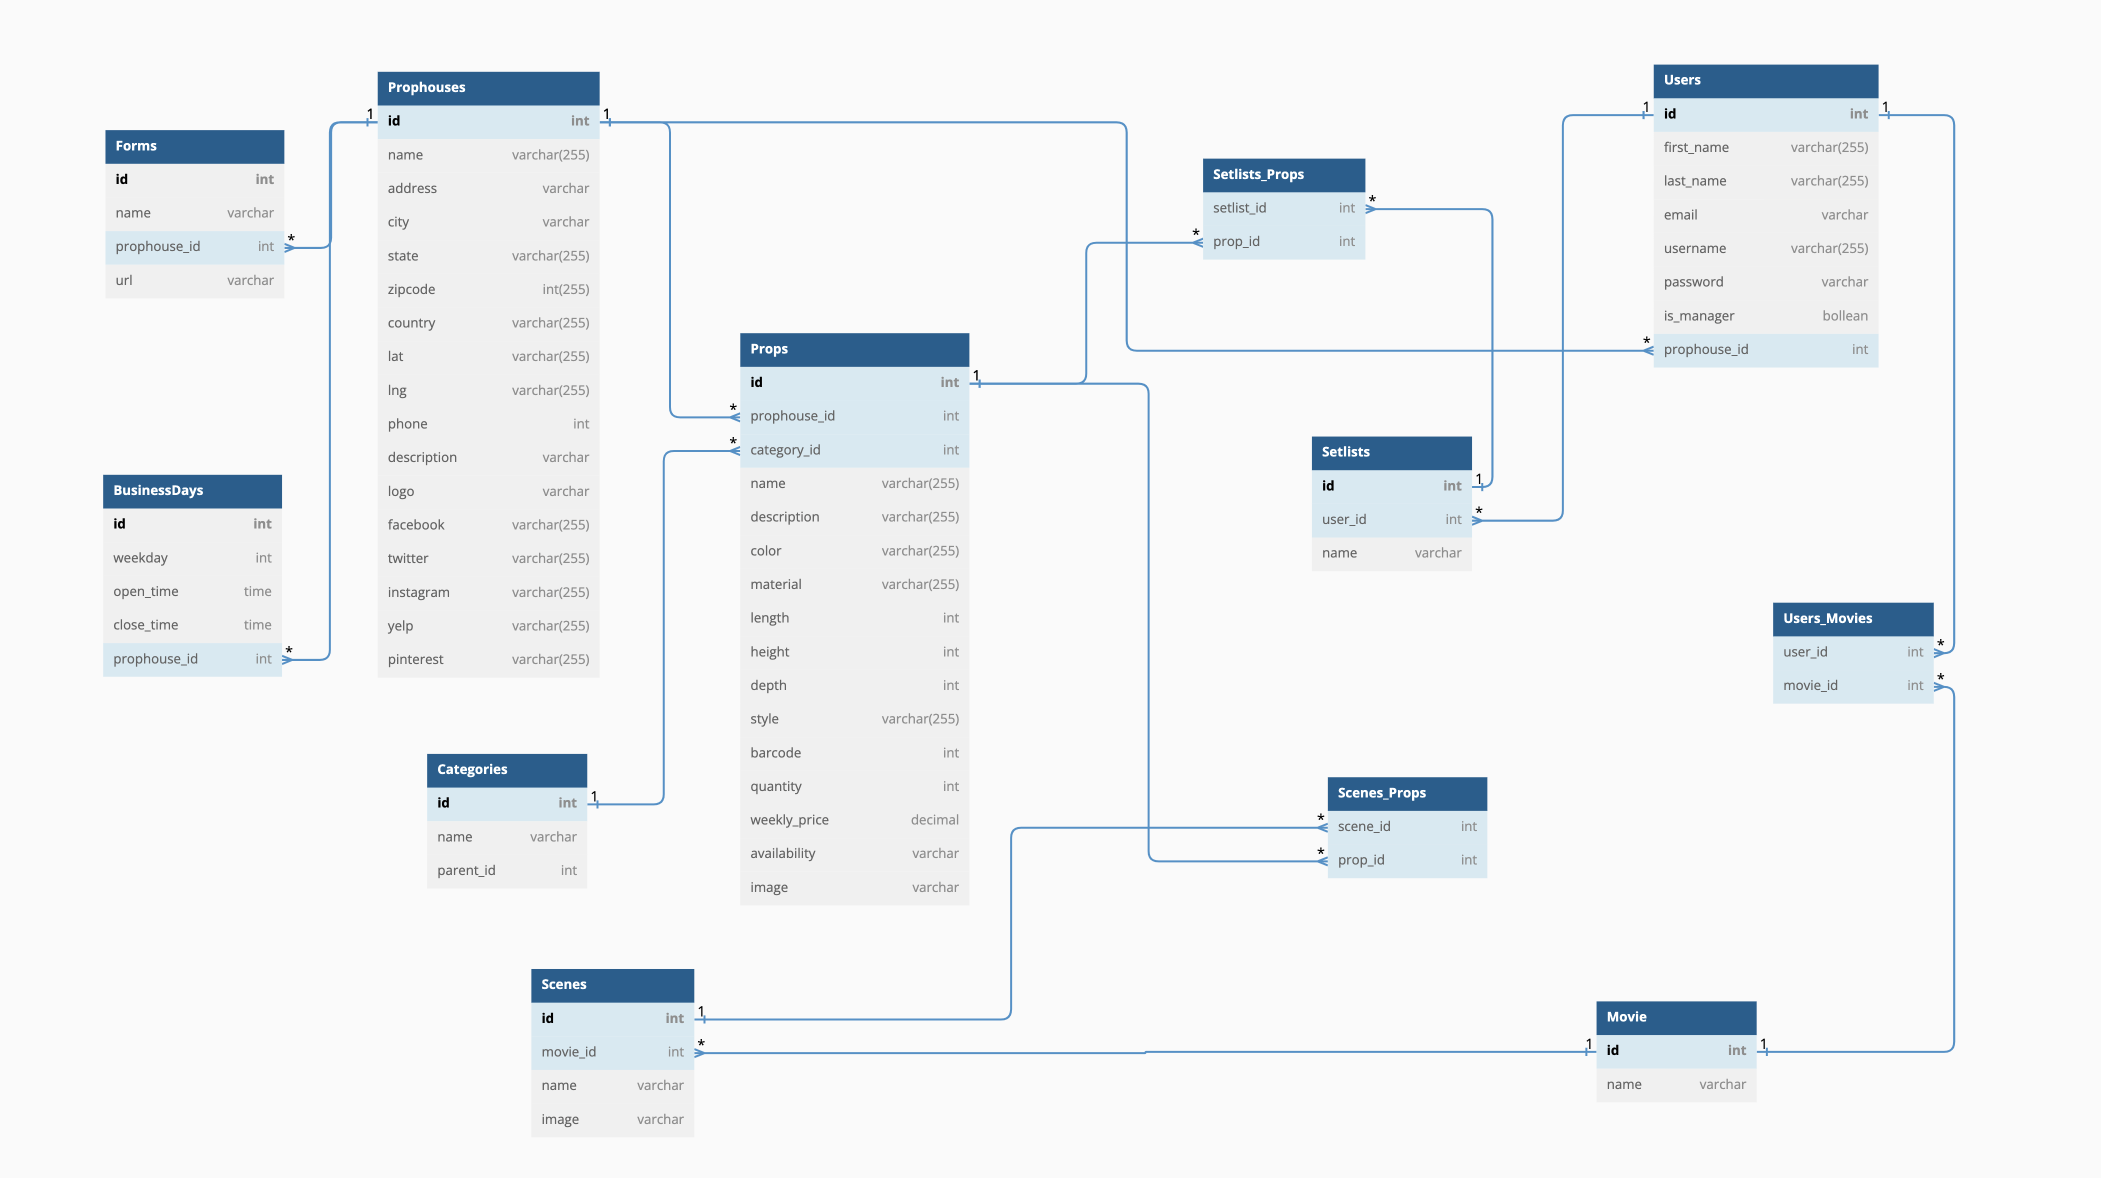 Prophouses
1 id int 1
name varchar(255)
address varchar
city varchar
state varchar(255)
zipcode int(255)
country varchar(255)
lat varchar(255)
lng varchar(255)
phone int
description varchar
logo varchar
facebook varchar(255)
twitter varchar(255)
instagram varchar(255)
yelp varchar(255)
pinterest varchar(255)
Forms
id int
name varchar
prophouse_id int *
url varchar
BusinessDays
id int
weekday int
open_time time
close_time time
prophouse_id int *
Categories
id int 1
name varchar
parent_id int
Props
id int 1
* prophouse_id int
* category_id int
name varchar(255)
description varchar(255)
color varchar(255)
material varchar(255)
length int
height int
depth int
style varchar(255)
barcode int
quantity int
weekly_price decimal
availability varchar
image varchar
Setlists_Props
setlist_id int *
* prop_id int
Users
1 id int 1
first_name varchar(255)
last_name varchar(255)
email varchar
username varchar(255)
password varchar
is_manager bollean
* prophouse_id int
Setlists
id int 1
user_id int *
name varchar
Users_Movies
user_id int *
movie_id int *
Scenes_Props
* scene_id int
* prop_id int
Scenes
id int 1
movie_id int *
name varchar
image varchar
Movie
1 id int 1
name varchar